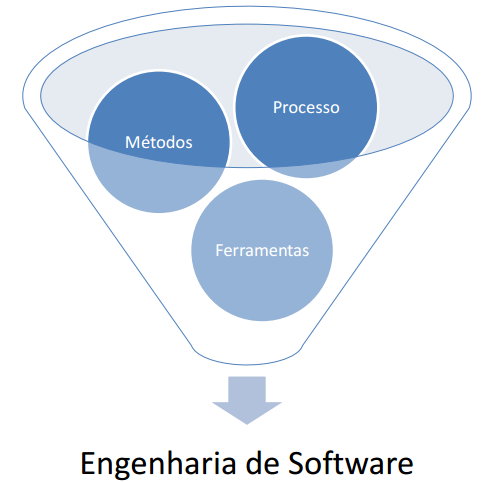 Processo
Métodos
Ferramentas
Engenharia de Software